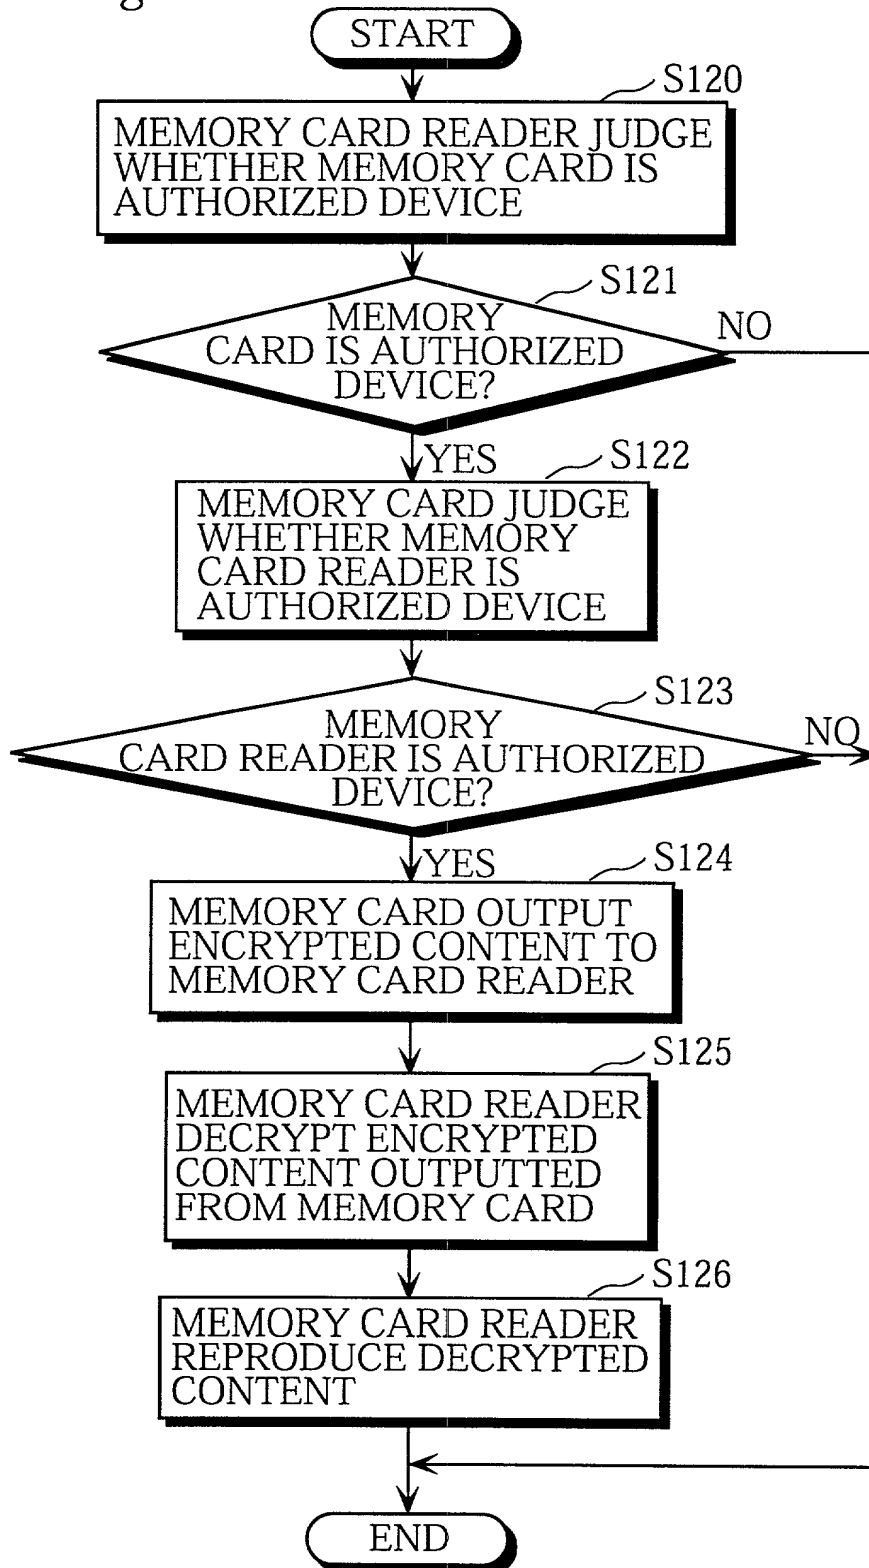 START
S120
MEMORY CARD READER JUDGE
WHETHER MEMORY CARD IS
AUTHORIZED DEVICE
S121
MEMORY
CARD IS AUTHORIZED
DEVICE?
NO
YES
S122
MEMORY CARD JUDGE
WHETHER MEMORY
CARD READER IS
AUTHORIZED DEVICE
S123
MEMORY
CARD READER IS AUTHORIZED
DEVICE?
NO
YES
S124
MEMORY CARD OUTPUT
ENCRYPTED CONTENT TO
MEMORY CARD READER
S125
MEMORY CARD READER
DECRYPT ENCRYPTED
CONTENT OUTPUTTED
FROM MEMORY CARD
S126
MEMORY CARD READER
REPRODUCE DECRYPTED
CONTENT
END